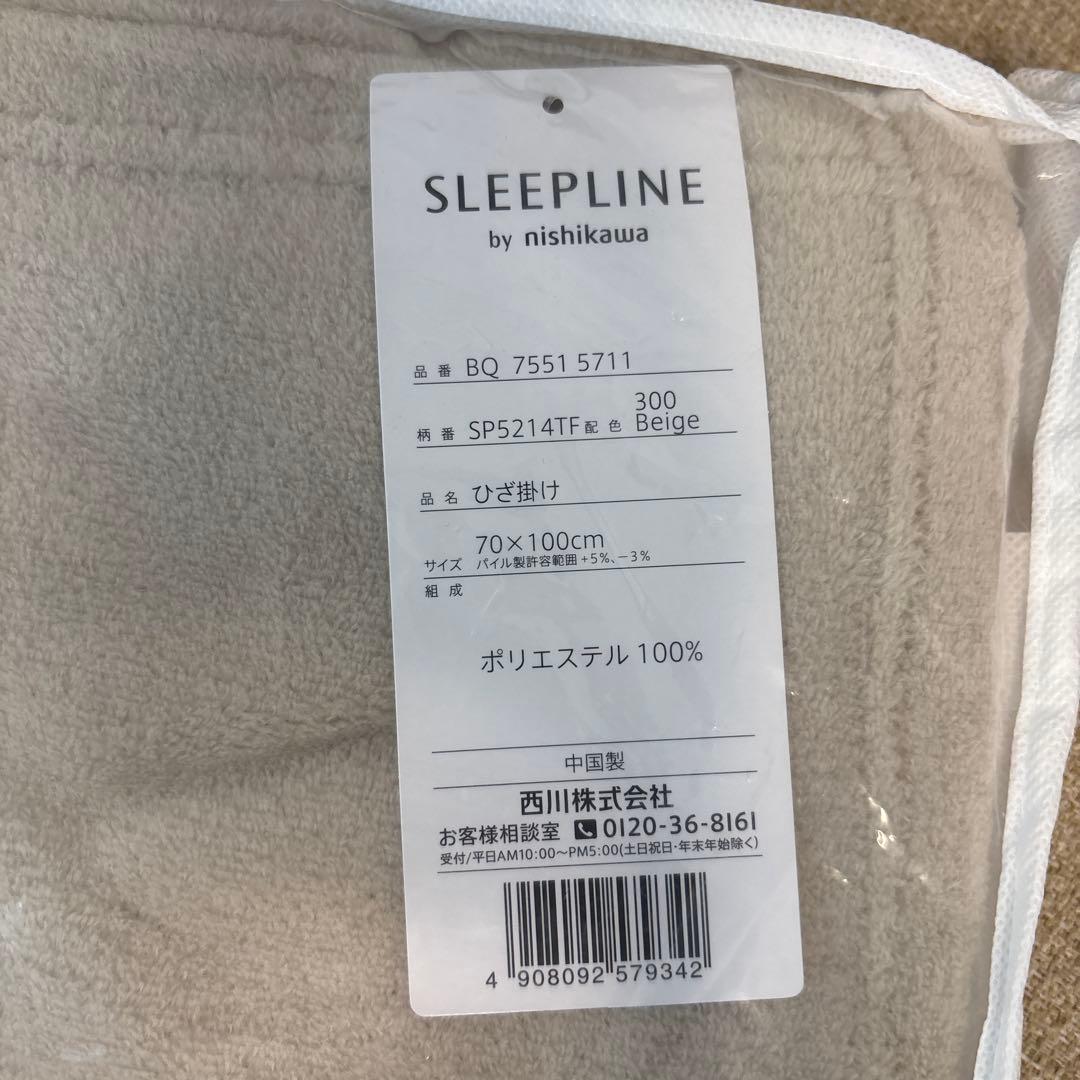 SLEEPLINE
by nishikawa
品番 BQ 7551 5711
柄番 SP5214TF 配色 300 Beige
品名 ひざ掛け
サイズ 70×100cm
パイル製許容範囲+5%、-3%
組成
ポリエステル 100%
中国製
西川株式会社
お客様相談室 0120-36-8161
受付/平日AM10:00〜PM5:00(土日祝日・年末年始除く)
4 908092 579342